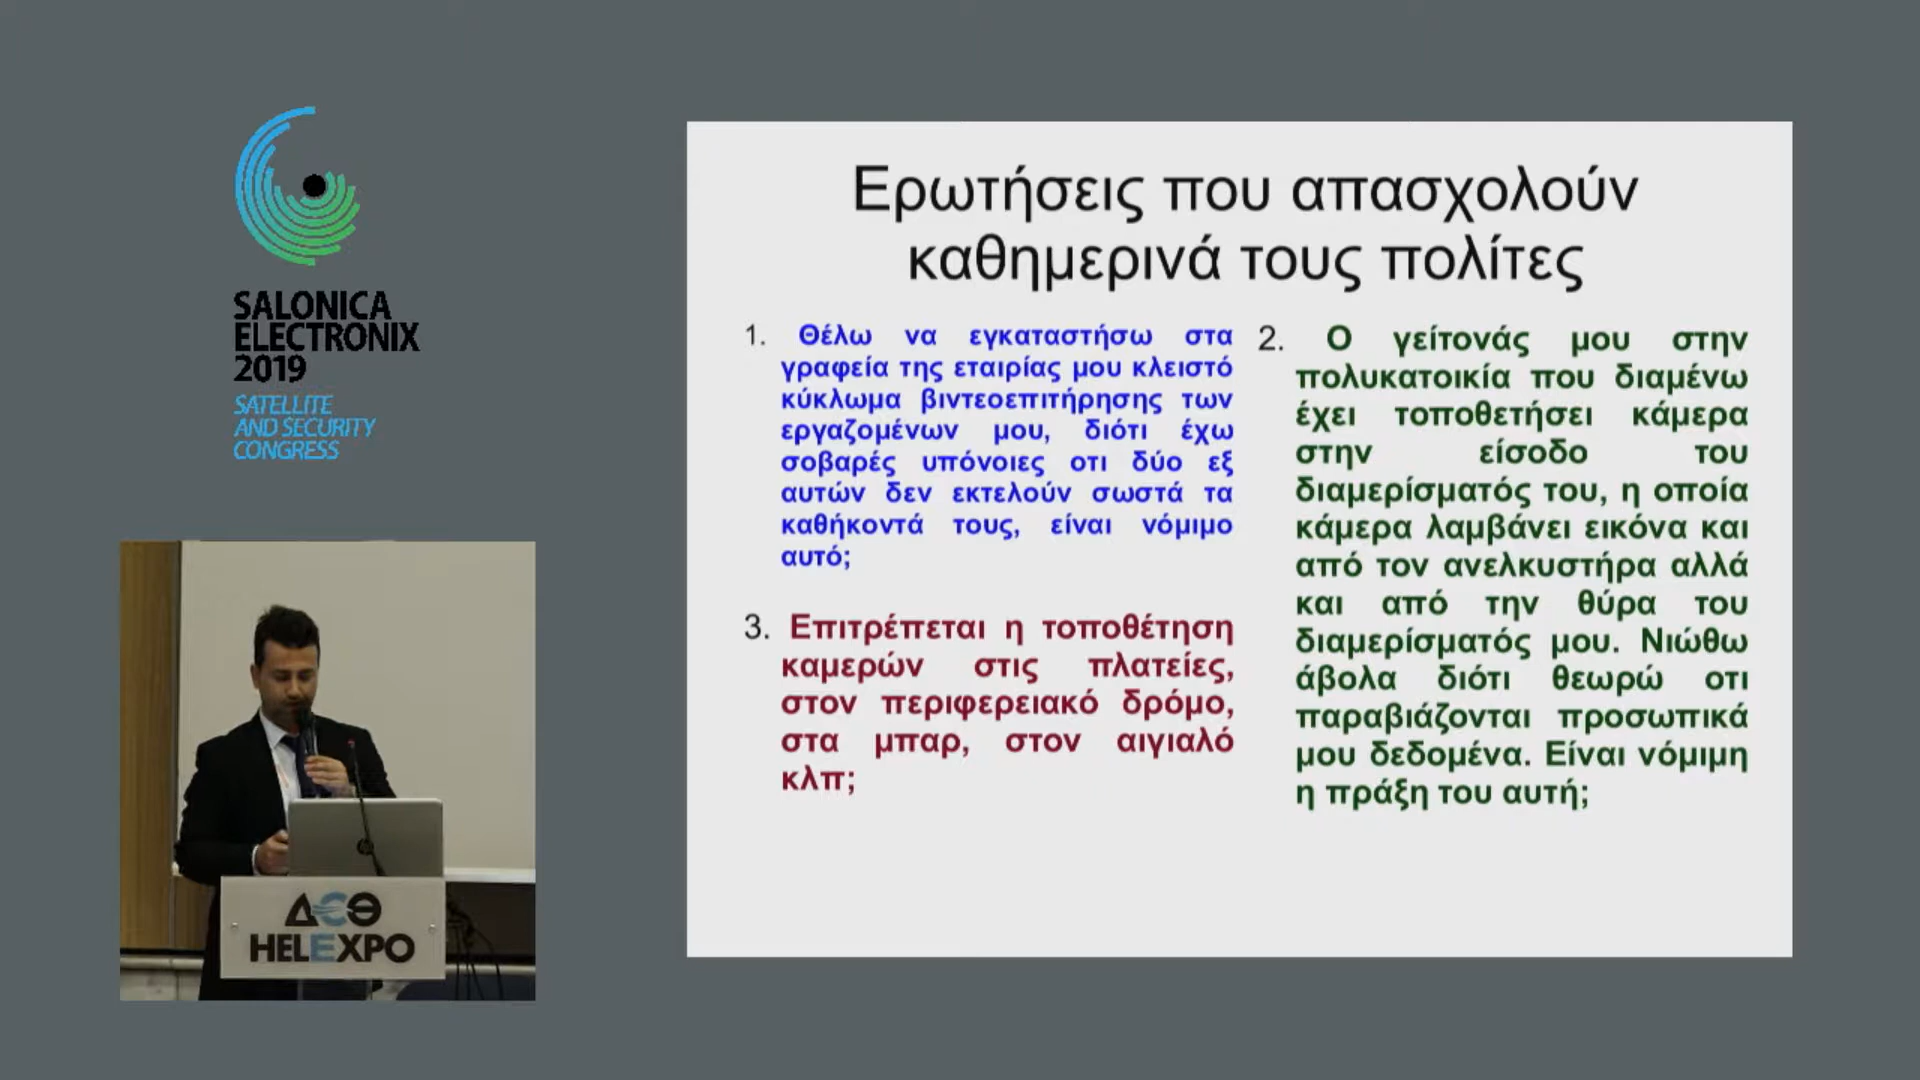 SALONICA
ELECTRONIX
2019
SATELLITE
AND SECURITY
CONGRESS
ΔΕΘ
HELEXPO
Ερωτήσεις που απασχολούν
καθημερινά τους πολίτες
1. Θέλω να εγκαταστήσω στα
γραφεία της εταιρίας μου κλειστό
κύκλωμα βιντεοεπιτήρησης των
εργαζομένων μου, διότι έχω
σοβαρές υπόνοιες οτι δύο εξ
αυτών δεν εκτελούν σωστά τα
καθήκοντά τους, είναι νόμιμο
αυτό;
3. Επιτρέπεται η τοποθέτηση
καμερών στις πλατείες,
στον περιφερειακό δρόμο,
στα μπαρ, στον αιγιαλό
κλπ;
2. Ο γείτονάς μου στην
πολυκατοικία που διαμένω
έχει τοποθετήσει κάμερα
στην είσοδο του
διαμερίσματός του, η οποία
κάμερα λαμβάνει εικόνα και
από τον ανελκυστήρα αλλά
και από την θύρα του
διαμερίσματός μου. Νιώθω
άβολα διότι θεωρώ οτι
παραβιάζονται προσωπικά
μου δεδομένα. Είναι νόμιμη
η πράξη του αυτή;